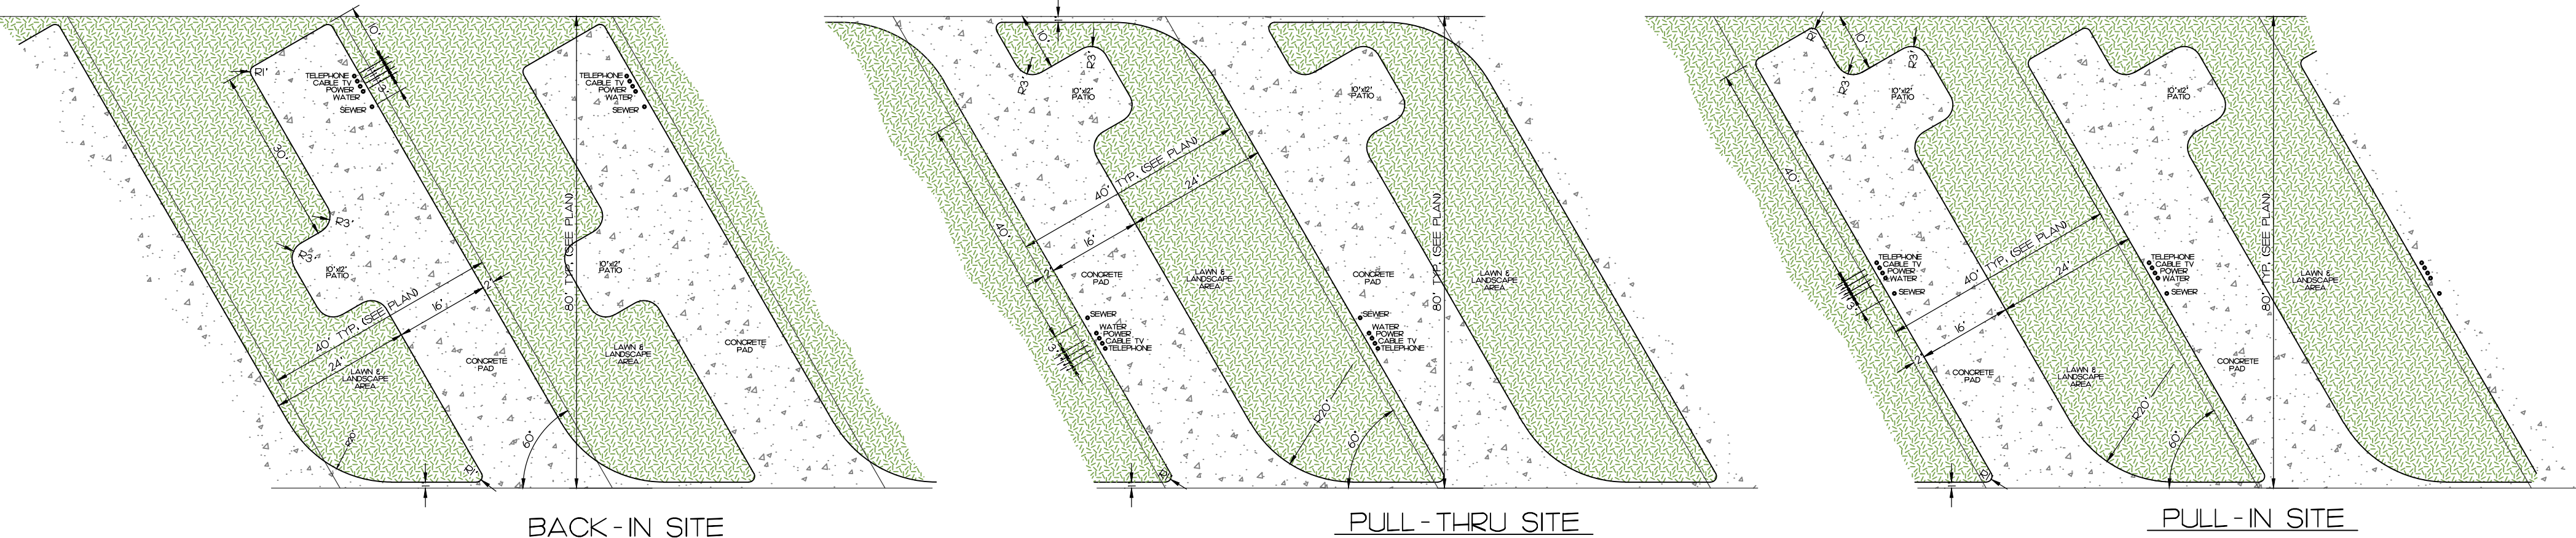 10'
R1'
TELEPHONE
CABLE TV
POWER
WATER
SEWER
3'
30'
R3'
R3'
10'x12'
PATIO
40' TYP. (SEE PLAN)
24'
16'
2'
LAWN &
LANDSCAPE
AREA
CONCRETE
PAD
R20'
R1'
60°
80' TYP. (SEE PLAN)
TELEPHONE
CABLE TV
POWER
WATER
SEWER
10'x12'
PATIO
LAWN &
LANDSCAPE
AREA
CONCRETE
PAD
BACK-IN SITE
10'
R3'
R3'
10'x12'
PATIO
40' TYP. (SEE PLAN)
24'
16'
2'
40'
CONCRETE
PAD
LAWN &
LANDSCAPE
AREA
SEWER
WATER
POWER
CABLE TV
TELEPHONE
3'
R20'
60°
80' TYP. (SEE PLAN)
10'x12'
PATIO
CONCRETE
PAD
LAWN &
LANDSCAPE
AREA
SEWER
WATER
POWER
CABLE TV
TELEPHONE
PULL-THRU SITE
R1'
10'
R3'
R3'
10'x12'
PATIO
40'
TELEPHONE
CABLE TV
POWER
WATER
SEWER
3'
40' TYP. (SEE PLAN)
24'
16'
2'
CONCRETE
PAD
LAWN &
LANDSCAPE
AREA
R20'
60°
80' TYP. (SEE PLAN)
10'x12'
PATIO
TELEPHONE
CABLE TV
POWER
WATER
SEWER
CONCRETE
PAD
LAWN &
LANDSCAPE
AREA
PULL-IN SITE